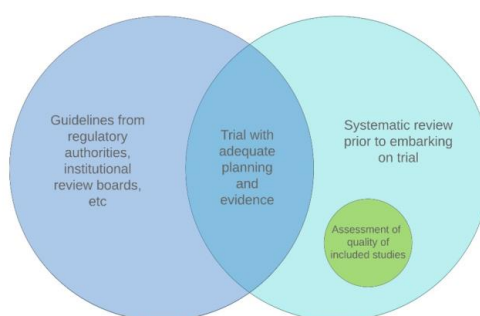 Guidelines from
regulatory
authorities,
institutional
review boards,
etc
Trial with
adequate
planning
and
evidence
Systematic review
prior to embarking
on trial
Assessment of
quality of
included studies